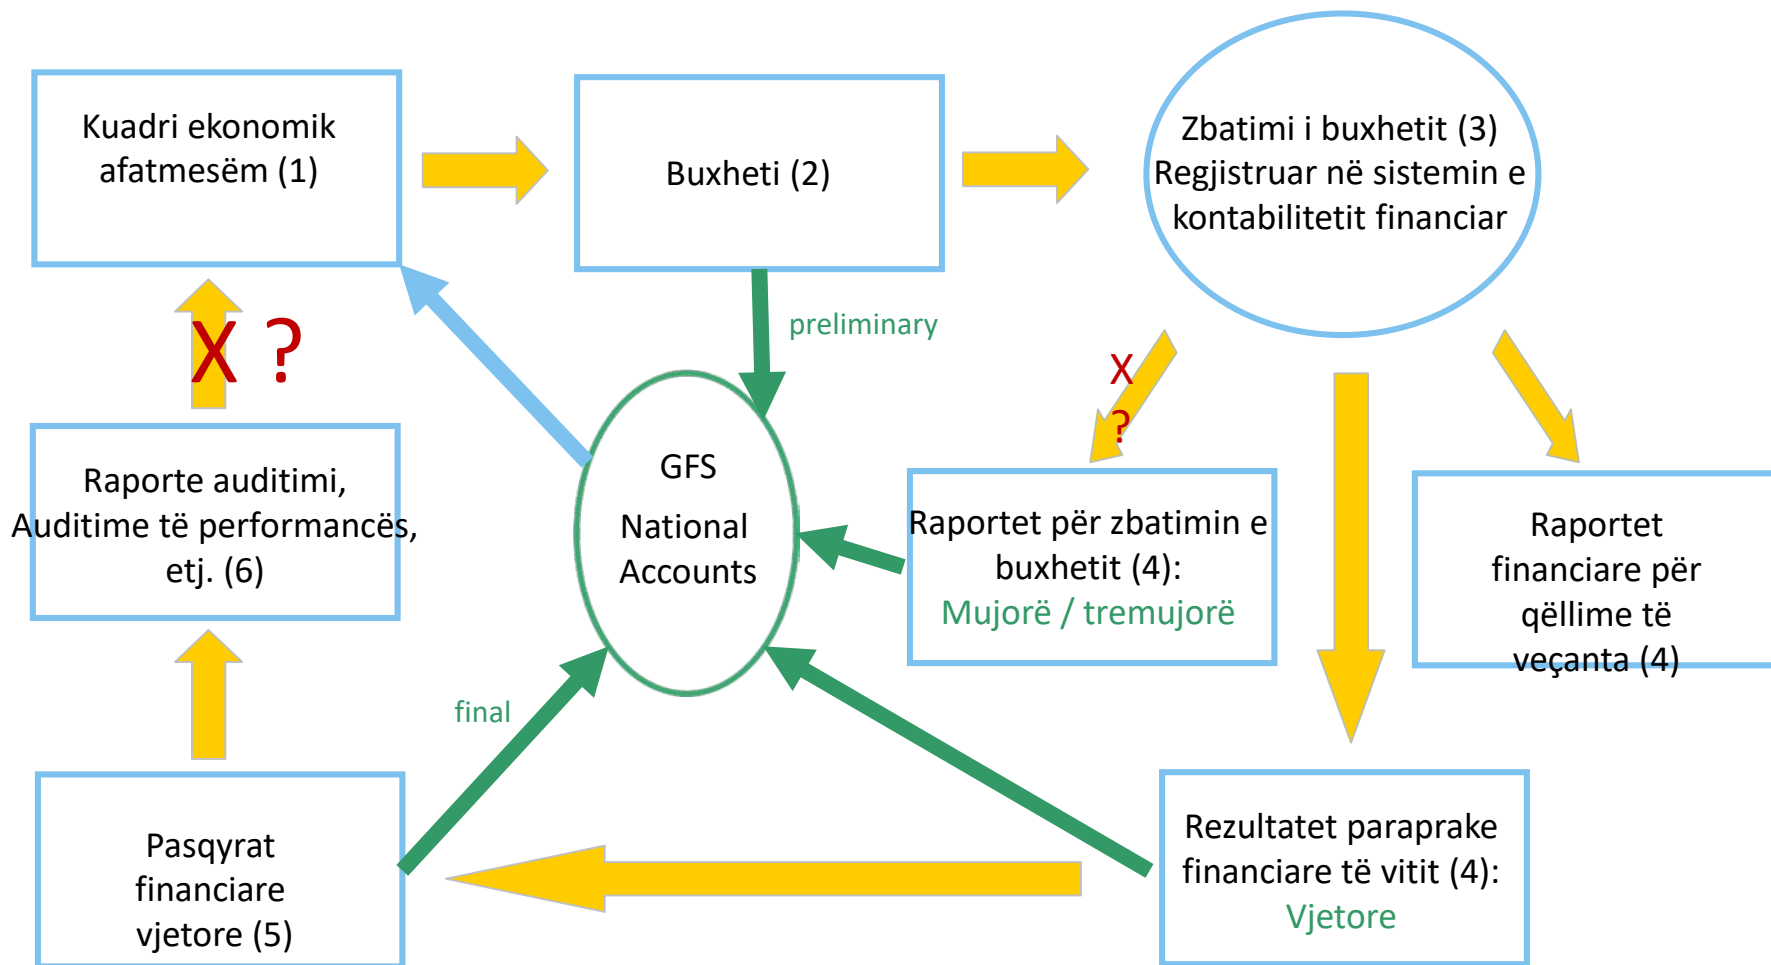 Kuadri ekonomik
afatmesëm (1)
Buxheti (2)
Zbatimi i buxhetit (3)
Regjistruar në sistemin e
kontabilitetit financiar
preliminary
X ?
X
?
GFS
National
Accounts
Raporte auditimi,
Auditime të performancës,
etj. (6)
Raportet për zbatimin e
buxhetit (4):
Mujorë / tremujorë
Raportet
financiare për
qëllime të
veçanta (4)
final
Pasqyrat
financiare
vjetore (5)
Rezultatet paraprake
financiare të vitit (4):
Vjetore